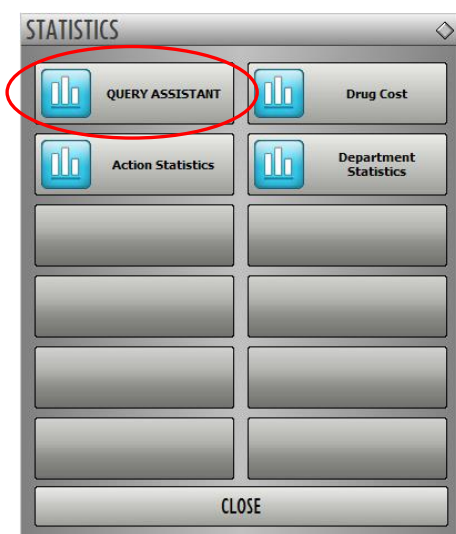 STATISTICS
QUERY ASSISTANT
Drug Cost
Action Statistics
Department
Statistics
CLOSE